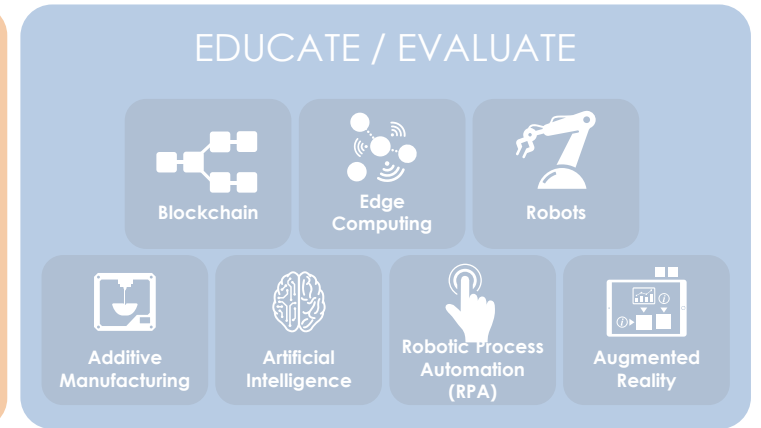 EDUCATE / EVALUATE
Blockchain
Edge
Computing
Robots
Additive
Manufacturing
Artificial
Intelligence
Robotic Process
Automation
(RPA)
Augmented
Reality